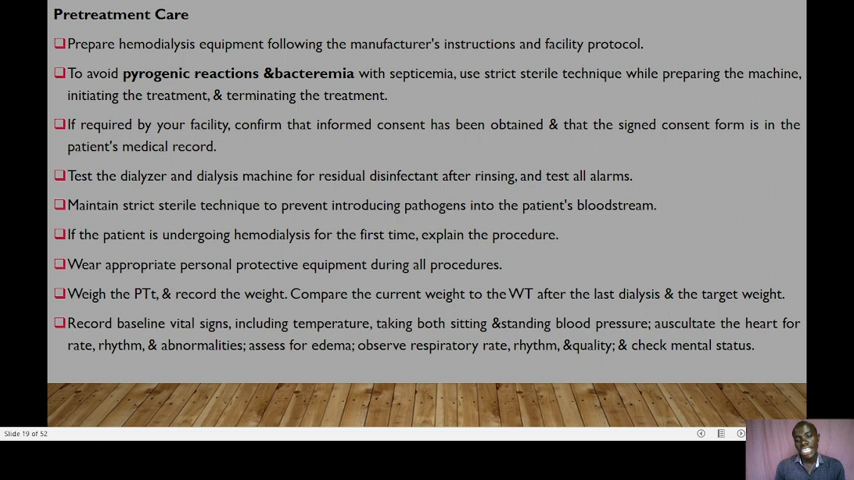 Pretreatment Care
Prepare hemodialysis equipment following the manufacturer's instructions and facility protocol.
To avoid pyrogenic reactions &bacteremia with septicemia, use strict sterile technique while preparing the machine,
initiating the treatment, & terminating the treatment.
If required by your facility, confirm that informed consent has been obtained & that the signed consent form is in the
patient's medical record.
Test the dialyzer and dialysis machine for residual disinfectant after rinsing, and test all alarms.
Maintain strict sterile technique to prevent introducing pathogens into the patient's bloodstream.
If the patient is undergoing hemodialysis for the first time, explain the procedure.
Wear appropriate personal protective equipment during all procedures.
Weigh the PTt, & record the weight. Compare the current weight to the WT after the last dialysis & the target weight.
Record baseline vital signs, including temperature, taking both sitting &standing blood pressure; auscultate the heart for
rate, rhythm, & abnormalities; assess for edema; observe respiratory rate, rhythm, &quality; & check mental status.
Slide 19 of 52